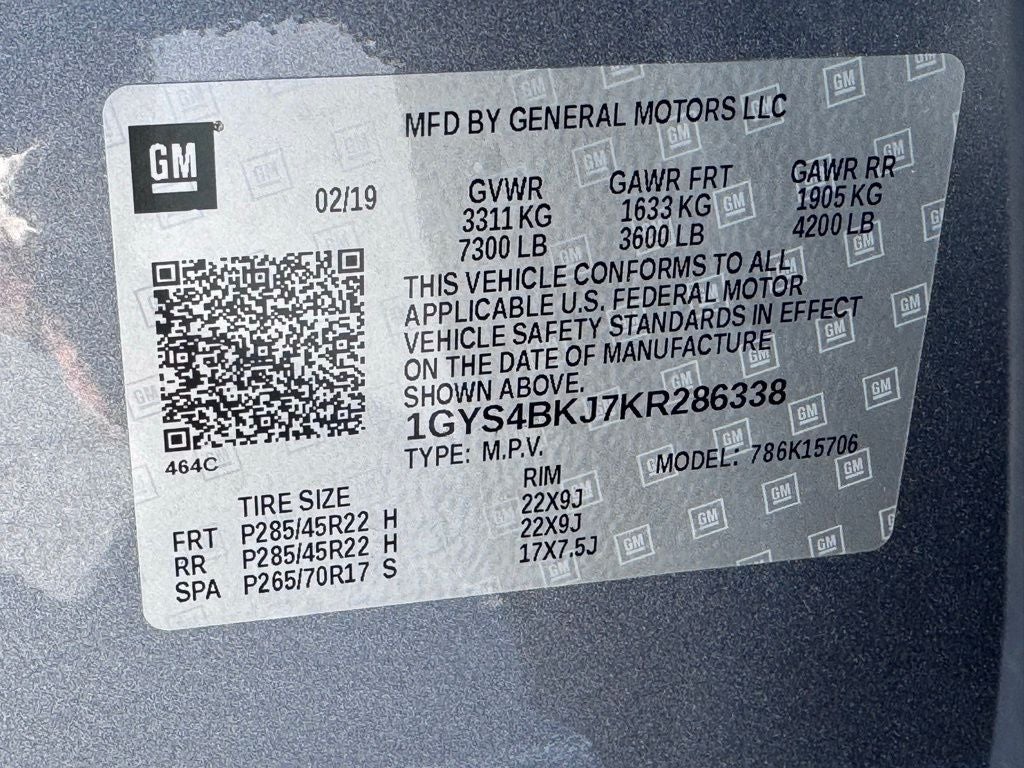 GM
MFD BY GENERAL MOTORS LLC
02/19
GVWR GAWR FRT GAWR RR
3311 KG 1633 KG 1905 KG
7300 LB 3600 LB 4200 LB
THIS VEHICLE CONFORMS TO ALL
APPLICABLE U.S. FEDERAL MOTOR
VEHICLE SAFETY STANDARDS IN EFFECT
ON THE DATE OF MANUFACTURE
SHOWN ABOVE.
1GYS4BKJ7KR286338
TYPE: M.P.V. MODEL: 786K15706
464C
TIRE SIZE RIM
FRT P285/45R22 H 22X9J
RR P285/45R22 H 22X9J
SPA P265/70R17 S 17X7.5J